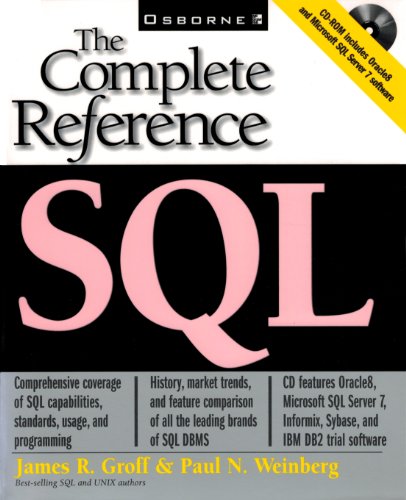 OSBORNE
CD-ROM includes Oracle8
and Microsoft SQL Server 7 software
The
Complete
Reference
SQL
Comprehensive coverage
of SQL capabilities,
standards, usage, and
programming
History, market trends,
and feature comparison
of all the leading brands
of SQL DBMS
CD features Oracle8,
Microsoft SQL Server 7,
Informix, Sybase, and
IBM DB2 trial software
James R. Groff & Paul N. Weinberg
Best-selling SQL and UNIX authors